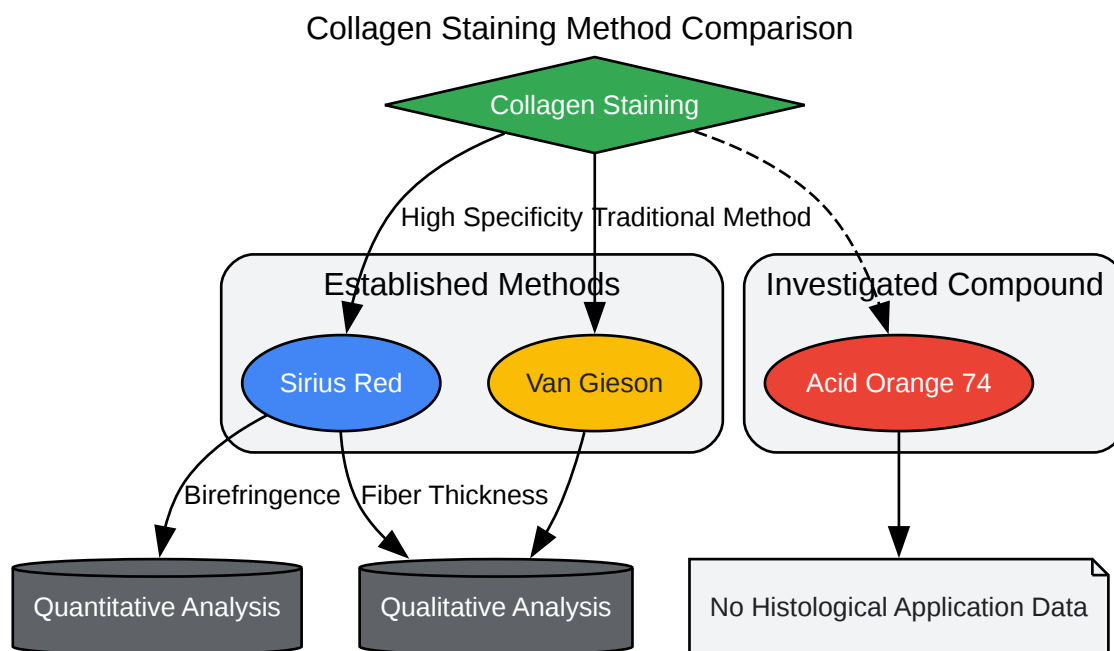 Collagen Staining Method Comparison
Collagen Staining
High Specificity
Traditional Method
Established Methods
Investigated Compound
Sirius Red
Van Gieson
Acid Orange 74
Birefringence
Fiber Thickness
Quantitative Analysis
Qualitative Analysis
No Histological Application Data